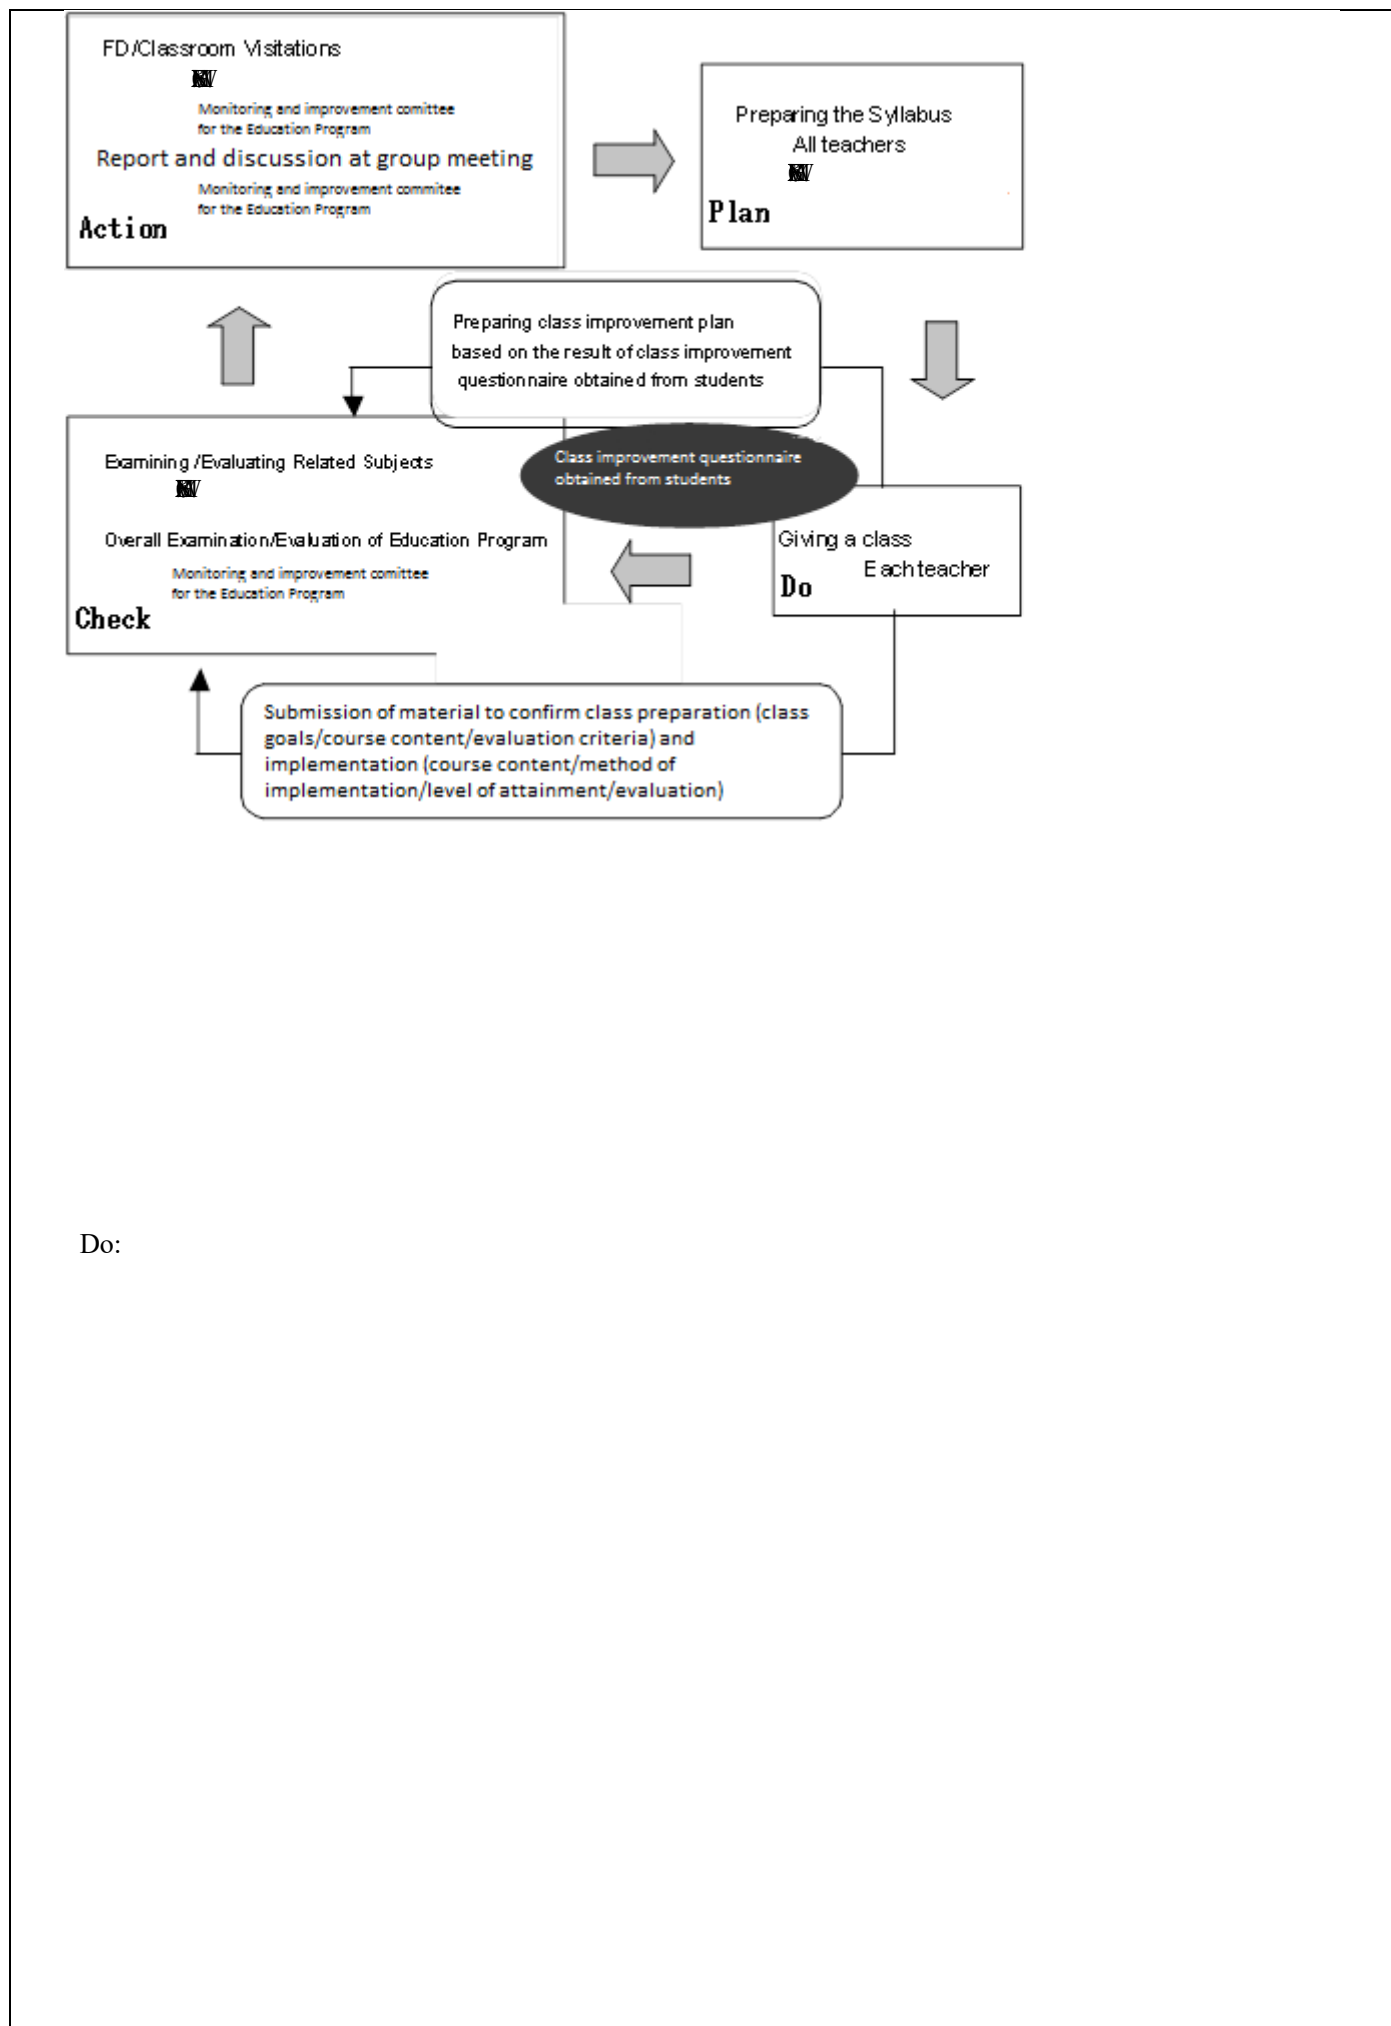 FD/Classroom Visitations
Monitoring and improvement comittee
for the Education Program
Report and discussion at group meeting
Monitoring and improvement commitee
for the Education Program
Action
Preparing the Syllabus
All teachers
Plan
Preparing class improvement plan
based on the result of class improvement
questionnaire obtained from students
Class improvement questionnaire
obtained from students
Examining /Evaluating Related Subjects
Overall Examination/Evaluation of Education Program
Monitoring and improvement comittee
for the Education Program
Check
Giving a class
Each teacher
Do
Submission of material to confirm class preparation (class
goals/course content/evaluation criteria) and
implementation (course content/method of
implementation/level of attainment/evaluation)
Do: